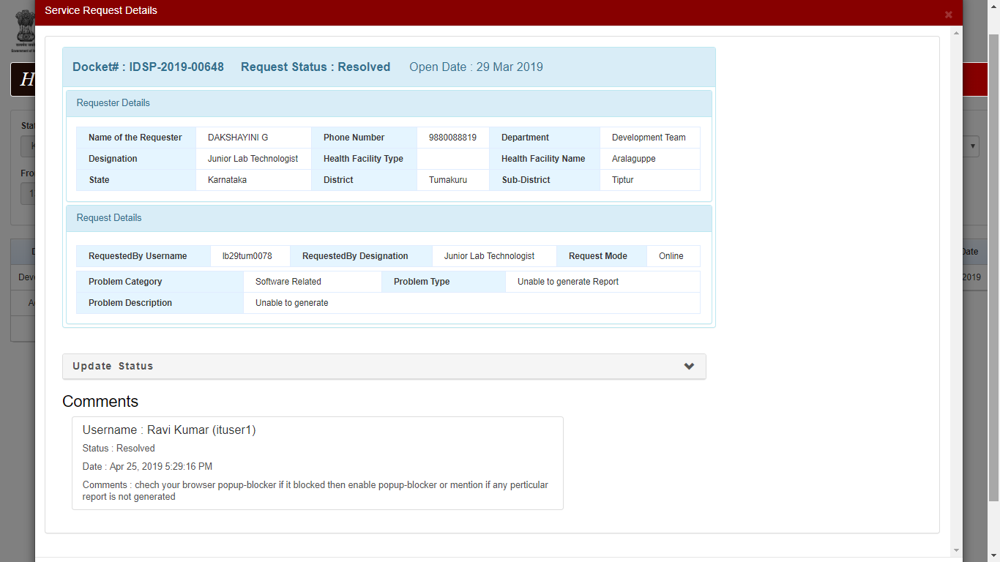 Service Request Details
×
H
Docket# : IDSP-2019-00648 Request Status : Resolved Open Date : 29 Mar 2019
Requester Details
Name of the Requester DAKSHAYINI G Phone Number 9880088819 Department Development Team
Designation Junior Lab Technologist Health Facility Type Health Facility Name Aralaguppe
State Karnataka District Tumakuru Sub-District Tiptur
Request Details
RequestedBy Username lb29tum0078 RequestedBy Designation Junior Lab Technologist Request Mode Online
Problem Category Software Related Problem Type Unable to generate Report
Problem Description Unable to generate
Update Status
Comments
Username : Ravi Kumar (ituser1)
Status : Resolved
Date : Apr 25, 2019 5:29:16 PM
Comments : chech your browser popup-blocker if it blocked then enable popup-blocker or mention if any perticular
report is not generated